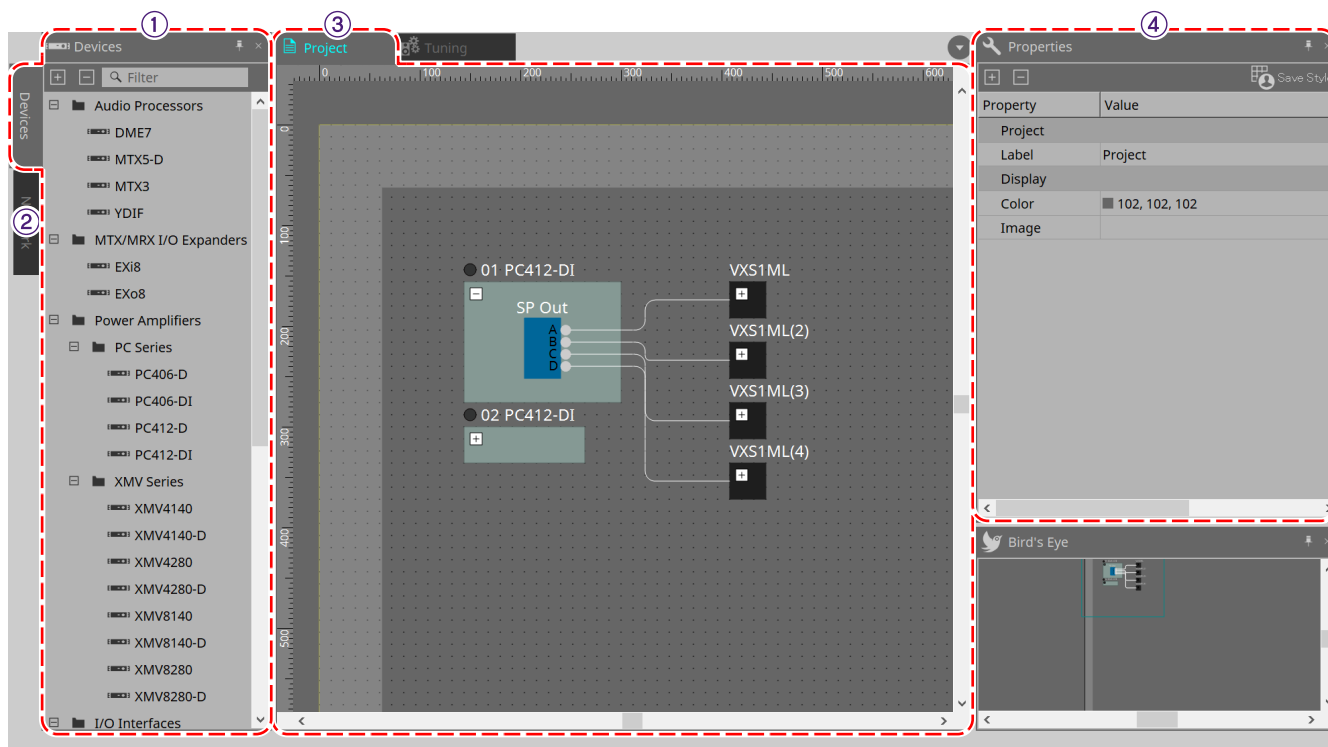 ① ③ ④
Devices
Project
Tuning
Properties
Filter
Save Style
Devices
②
Audio Processors
DME7
MTX5-D
MTX3
YDIF
MTX/MRX I/O Expanders
EXi8
EXo8
Power Amplifiers
PC Series
PC406-D
PC406-DI
PC412-D
PC412-DI
XMV Series
XMV4140
XMV4140-D
XMV4280
XMV4280-D
XMV8140
XMV8140-D
XMV8280
XMV8280-D
I/O Interfaces
0 100 200 300 400 500 600
0
100
200
300
400
500
01 PC412-DI
SP Out
A
B
C
D
02 PC412-DI
VXS1ML
VXS1ML(2)
VXS1ML(3)
VXS1ML(4)
Property Value
Project
Label Project
Display
Color 102, 102, 102
Image
Bird's Eye